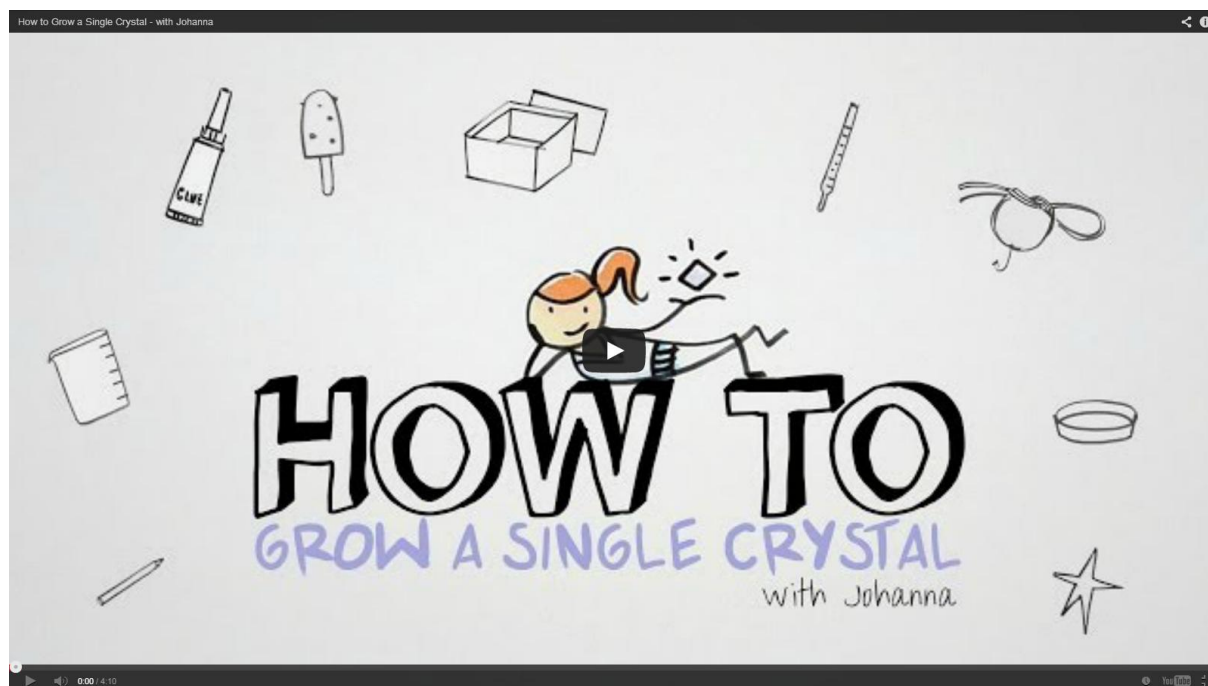 How to Grow a Single Crystal - with Johanna
GLUE
HOW TO
GROW A SINGLE CRYSTAL
with Johanna
0:00 / 4:10
YouTube